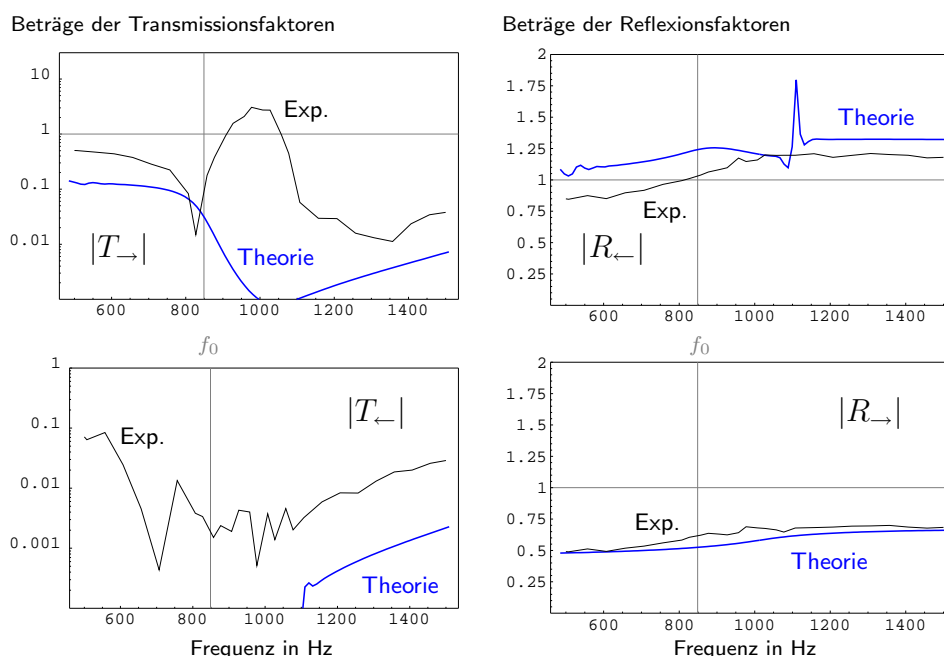 Beträge der Transmissionsfaktoren
10
1
0.1
0.01
Exp.
Theorie
|T→|
600 800 1000 1200 1400
f₀
Beträge der Reflexionsfaktoren
2
1.75
1.5
1.25
1
0.75
0.5
0.25
Theorie
Exp.
|R←|
600 800 1000 1200 1400
f₀
1
0.1
0.01
0.001
Exp.
|T←|
Theorie
600 800 1000 1200 1400
Frequenz in Hz
2
1.75
1.5
1.25
1
0.75
0.5
0.25
|R→|
Exp.
Theorie
600 800 1000 1200 1400
Frequenz in Hz